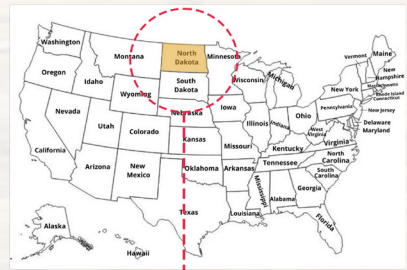 Washington
Montana
North
Dakota
Minnesota
Oregon
Idaho
Wyoming
South
Dakota
Wisconsin
Michigan
Vermont
Maine
New
Hampshire
Massachusetts
Rhode Island
Connecticut
New York
New Jersey
Pennsylvania
Delaware
Maryland
Nevada
Utah
Colorado
Nebraska
Iowa
Illinois
Indiana
Ohio
West
Virginia
Virginia
California
Kansas
Missouri
Kentucky
North
Carolina
Tennessee
South
Carolina
Arizona
New
Mexico
Oklahoma
Arkansas
Mississippi
Alabama
Georgia
Texas
Louisiana
Florida
Alaska
Hawaii